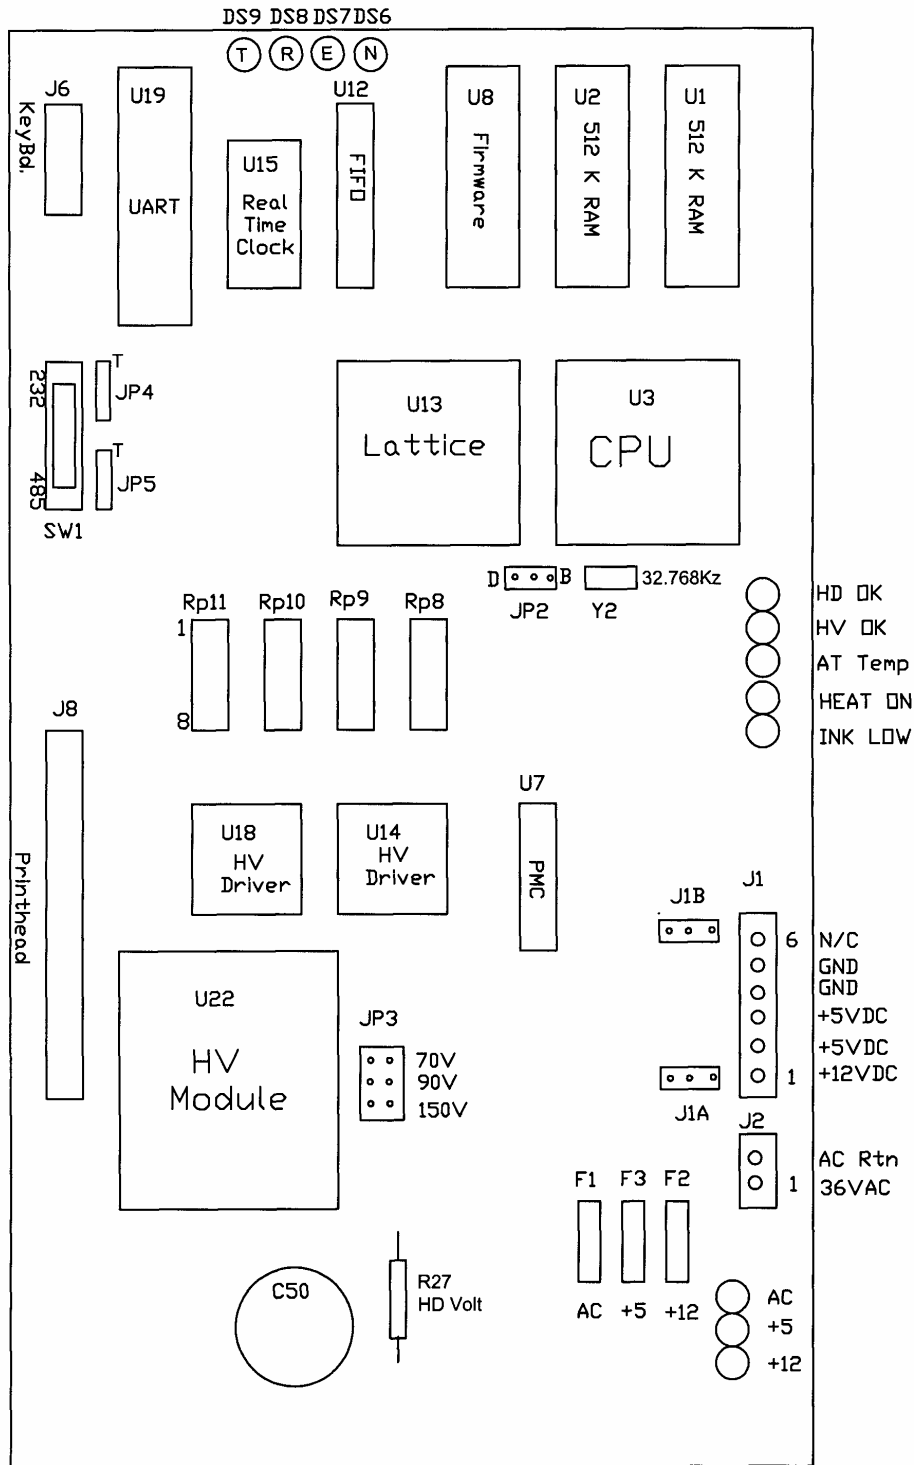 DS9 DS8 DS7 DS6
T R E N
J6
KeyBd.
U19
UART
U15
Real
Time
Clock
U12
FIFO
U8
Firmware
U2
512 K RAM
U1
512 K RAM
232
485
SW1
T
JP4
T
JP5
U13
Lattice
U3
CPU
D B
JP2
32.768Kz
Y2
HD OK
HV OK
AT Temp
HEAT ON
INK LOW
Rp11 Rp10 Rp9 Rp8
1
8
J8
Printhead
U18
HV
Driver
U14
HV
Driver
U7
PMC
J1B
J1
6 N/C
GND
GND
+5VDC
+5VDC
1 +12VDC
J1A
U22
HV
Module
JP3
70V
90V
150V
J2
AC Rtn
1 36VAC
F1 F3 F2
AC +5 +12
C50
R27
HD Volt
AC
+5
+12